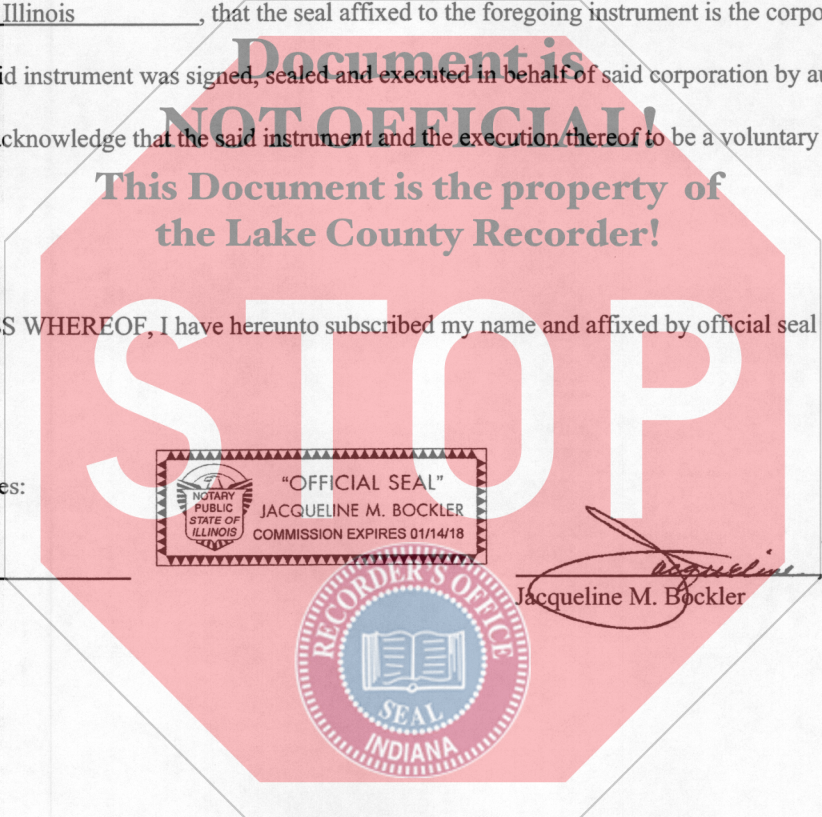 Illinois , that the seal affixed to the foregoing instrument is the corpo
Document is
id instrument was signed, sealed and executed in behalf of said corporation by au
NOT OFFICIAL!
cknowledge that the said instrument and the execution thereof to be a voluntary
This Document is the property of
the Lake County Recorder!
STOP
S WHEREOF, I have hereunto subscribed my name and affixed by official seal
es:
NOTARY
PUBLIC
STATE OF
ILLINOIS
"OFFICIAL SEAL"
JACQUELINE M. BOCKLER
COMMISSION EXPIRES 01/14/18
Jacqueline
Jacqueline M. Bockler
RECORDER'S OFFICE
SEAL
INDIANA